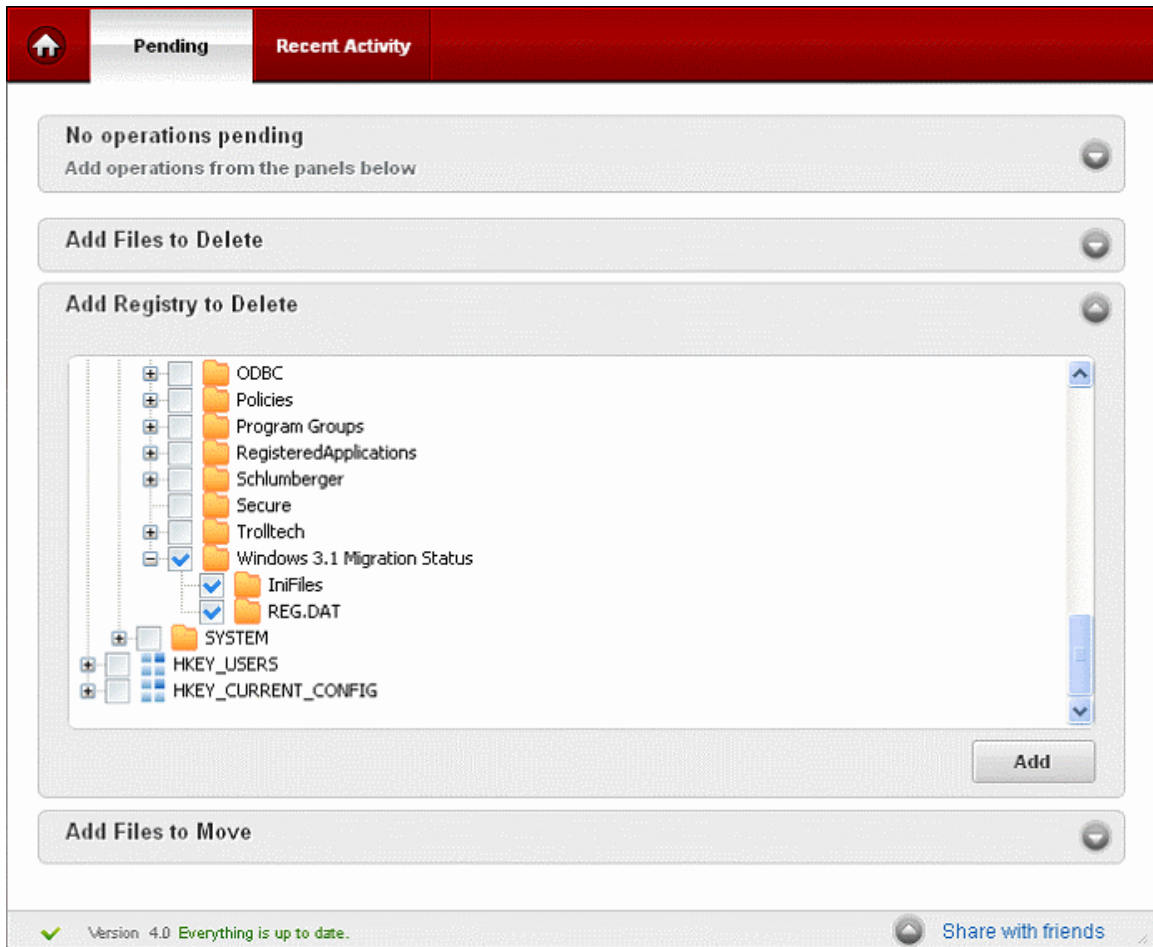 Pending
Recent Activity
No operations pending
Add operations from the panels below
Add Files to Delete
Add Registry to Delete
ODBC
Policies
Program Groups
RegisteredApplications
Schlumberger
Secure
Trolltech
Windows 3.1 Migration Status
IniFiles
REG.DAT
SYSTEM
HKEY_USERS
HKEY_CURRENT_CONFIG
Add
Add Files to Move
Version 4.0 Everything is up to date.
Share with friends